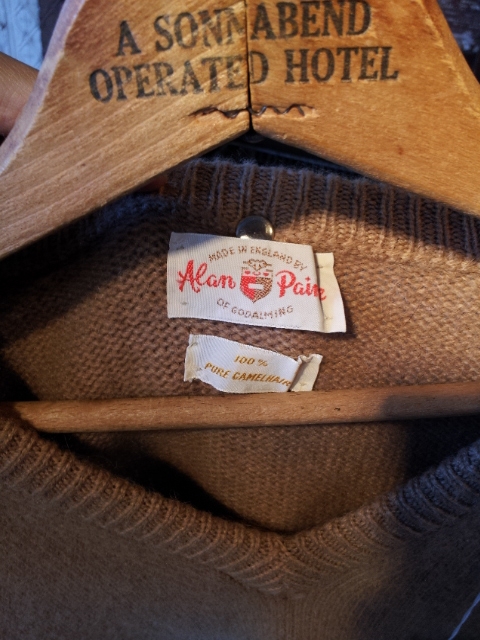 A SONNABEND
OPERATED HOTEL
MADE IN ENGLAND BY
Alan Paine
OF GODALMING
100%
PURE CAMELHAIR